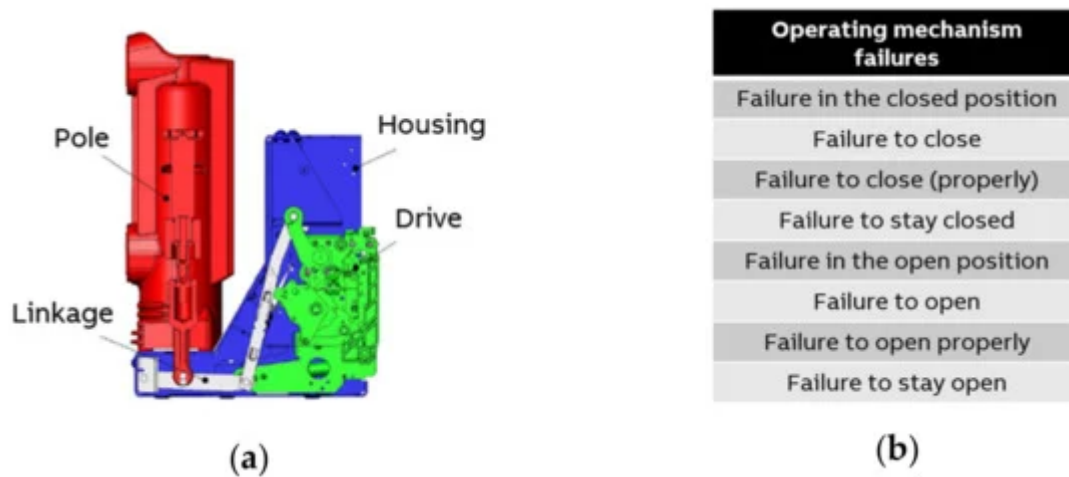 Pole
Housing
Drive
Linkage
(a)
Operating mechanism
failures
Failure in the closed position
Failure to close
Failure to close (properly)
Failure to stay closed
Failure in the open position
Failure to open
Failure to open properly
Failure to stay open
(b)